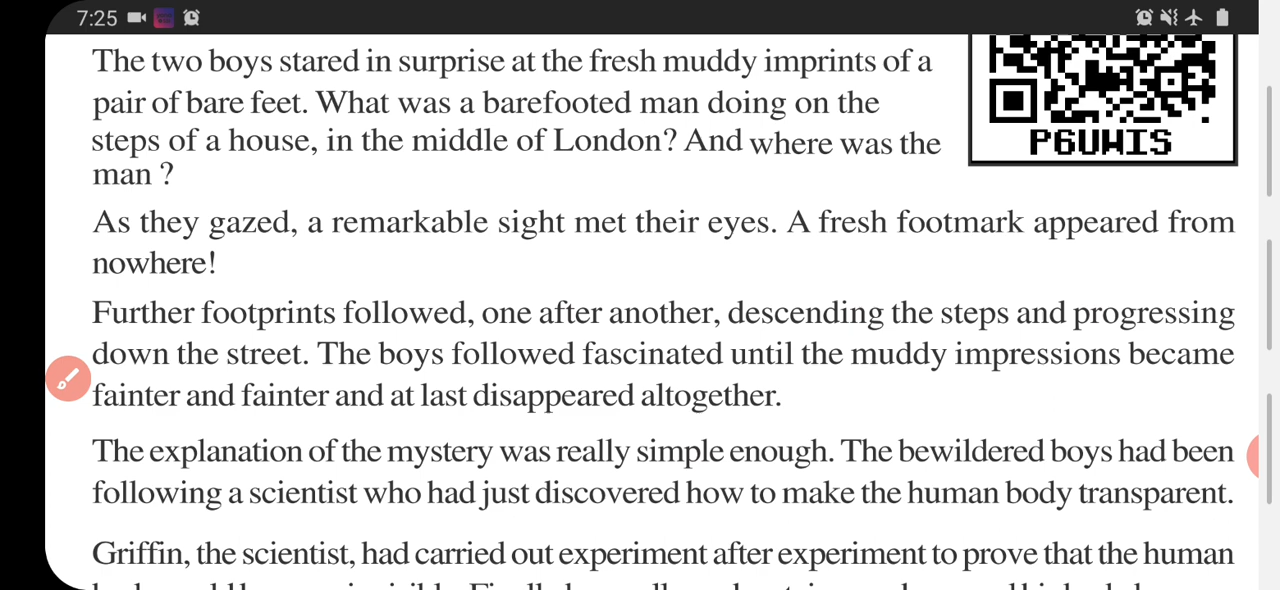 7:25
The two boys stared in surprise at the fresh muddy imprints of a
pair of bare feet. What was a barefooted man doing on the
steps of a house, in the middle of London? And where was the
man ?
P6UWIS
As they gazed, a remarkable sight met their eyes. A fresh footmark appeared from
nowhere!
Further footprints followed, one after another, descending the steps and progressing
down the street. The boys followed fascinated until the muddy impressions became
fainter and fainter and at last disappeared altogether.
The explanation of the mystery was really simple enough. The bewildered boys had been
following a scientist who had just discovered how to make the human body transparent.
Griffin, the scientist, had carried out experiment after experiment to prove that the human